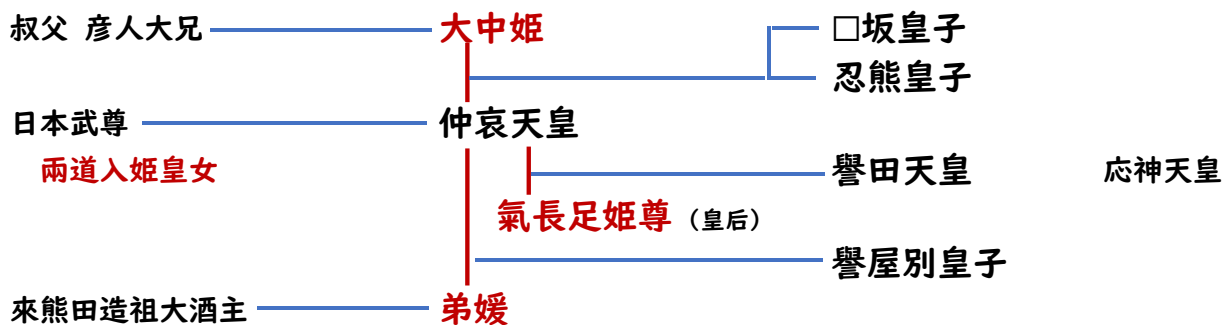 叔父 彦人大兄 大中姫 □坂皇子
忍熊皇子
日本武尊 仲哀天皇
兩道入姫皇女 譽田天皇 応神天皇
氣長足姫尊（皇后）
譽屋別皇子
來熊田造祖大酒主 弟媛